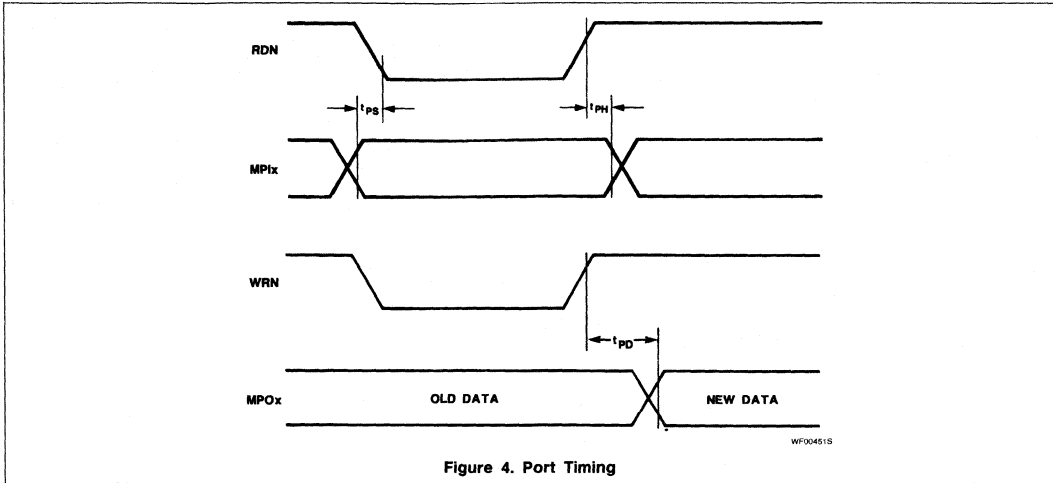 RDN
tPS
tPH
MPIx
WRN
tPD
MPOx
OLD DATA
NEW DATA
WF00451S
Figure 4. Port Timing